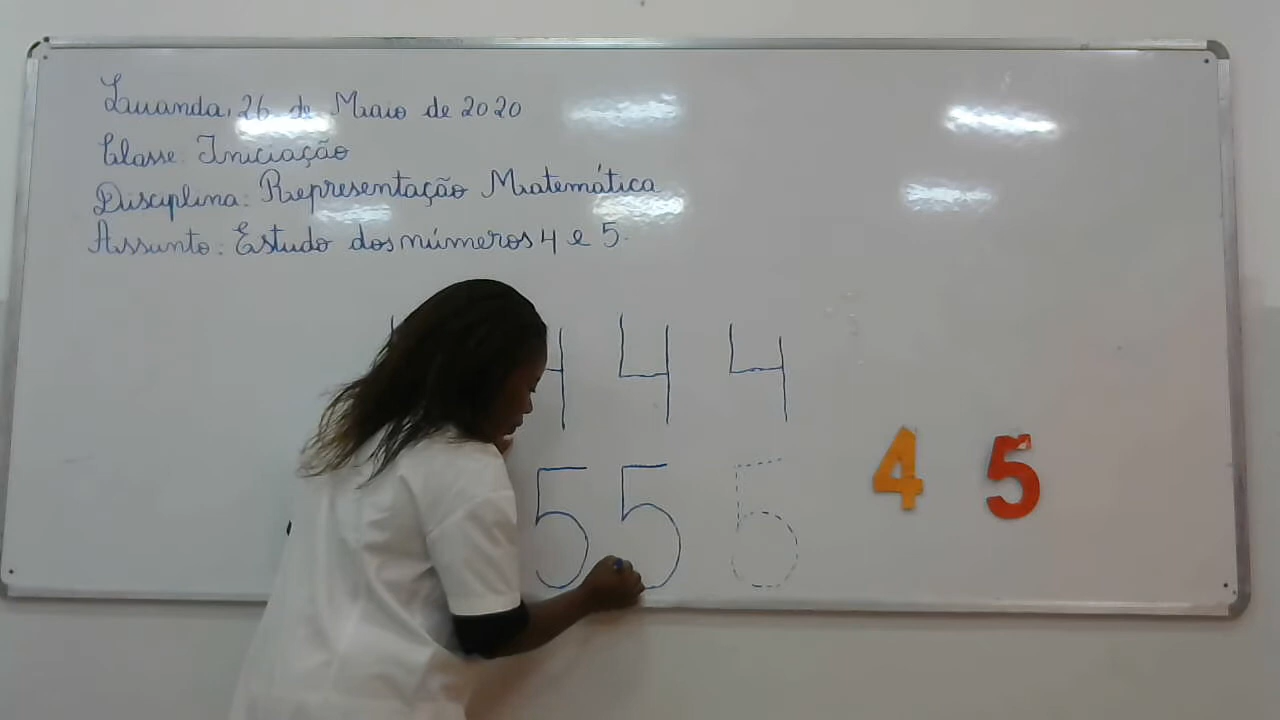 Luanda, 26 de Maio de 2020
Classe: Iniciação
Disciplina: Representação Matemática
Assunto: Estudo dos números 4 e 5.
4 4 4
5 5 5
4 5